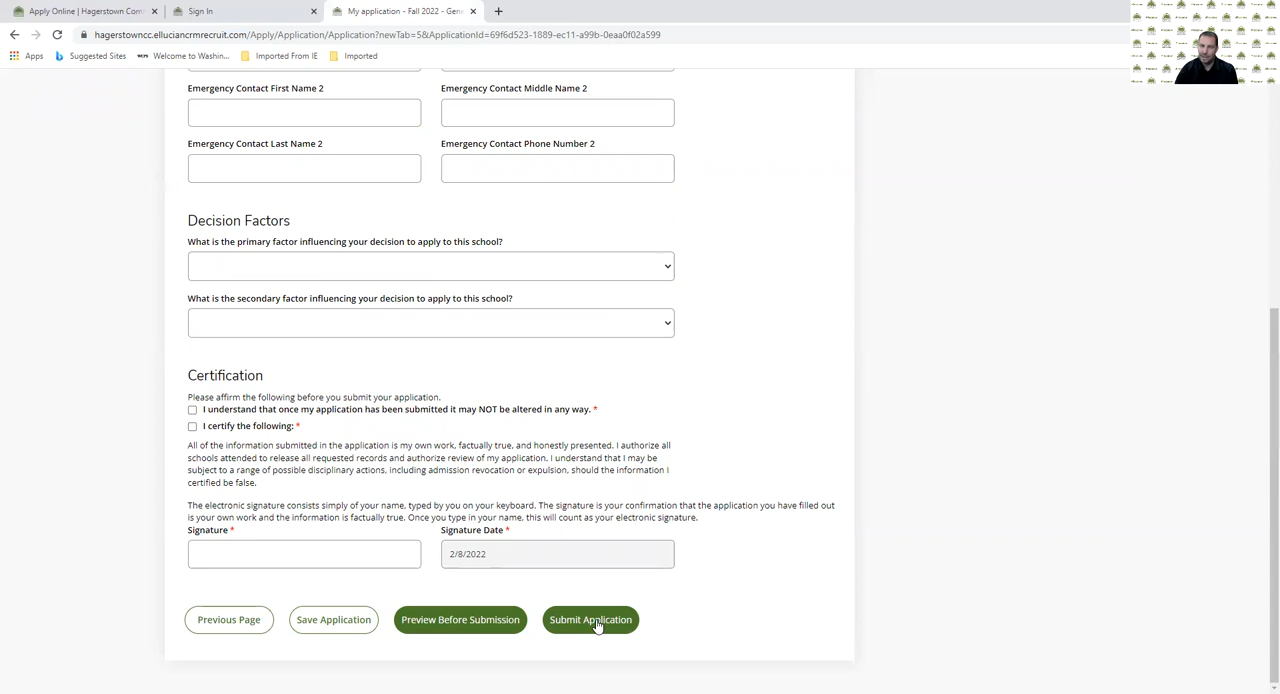 Apply Online | Hagerstown Com
Sign In
My application - Fall 2022 - Gene
hagerstowncc.elluciancrmrecruit.com/Apply/Application/Application?newTab=5&ApplicationId=69ffd923-1389-ec11-a99b-0eaa0f02a599
Apps
Suggested Sites
Welcome to Washin...
Imported From IE
Imported
Emergency Contact First Name 2
Emergency Contact Middle Name 2
Emergency Contact Last Name 2
Emergency Contact Phone Number 2
Decision Factors
What is the primary factor influencing your decision to apply to this school?
What is the secondary factor influencing your decision to apply to this school?
Certification
Please affirm the following before you submit your application.
I understand that once my application has been submitted it may NOT be altered in any way. *
I certify the following: *
All of the information submitted in the application is my own work, factually true, and honestly presented. I authorize all
schools attended to release all requested records and authorize review of my application. I understand that I may be
subject to a range of possible disciplinary actions, including admission revocation or expulsion, should the information I
certified be false.
The electronic signature consists simply of your name, typed by you on your keyboard. The signature is your confirmation that the application you have filled out
is your own work and the information is factually true. Once you type in your name, this will count as your electronic signature.
Signature *
Signature Date *
2/8/2022
Previous Page
Save Application
Preview Before Submission
Submit Application